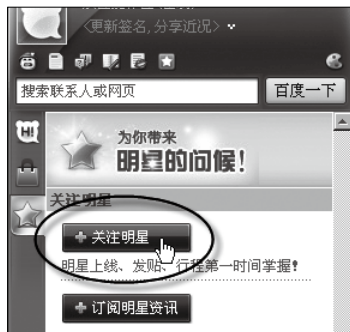 〈更新签名,分享近况〉
搜索联系人或网页
百度一下
HI
为你带来
明星的问候！
关注明星
关注明星
明星上线、发贴、行程第一时间掌握！
订阅明星资讯